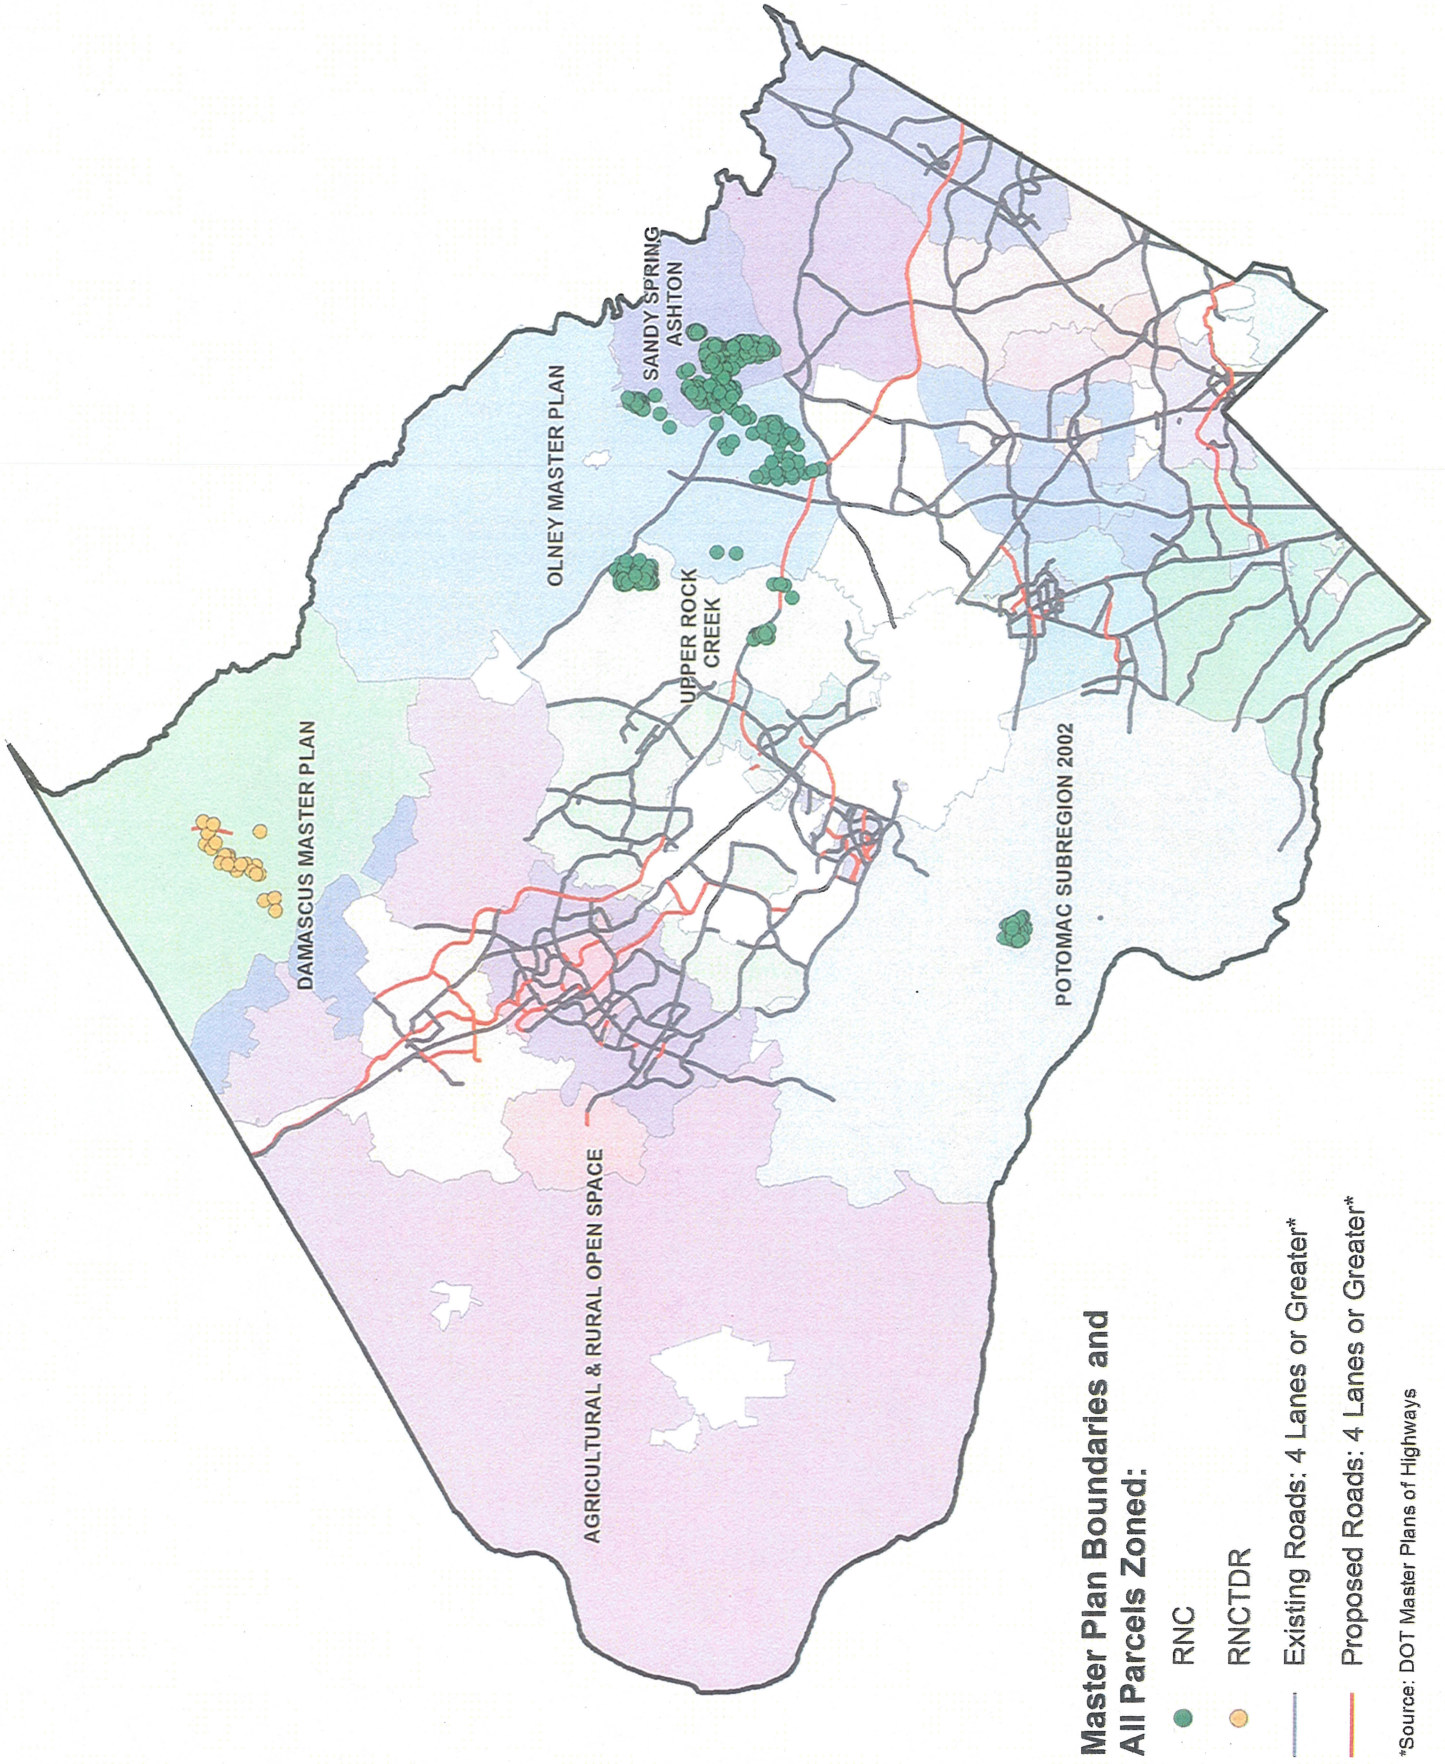 DAMASCUS MASTER PLAN
OLNEY MASTER PLAN
SANDY SPRING
ASHTON
UPPER ROCK
CREEK
AGRICULTURAL & RURAL OPEN SPACE
POTOMAC SUBREGION 2002
Master Plan Boundaries and
All Parcels Zoned:
RNC
RNCTDR
Existing Roads: 4 Lanes or Greater*
Proposed Roads: 4 Lanes or Greater*
*Source: DOT Master Plans of Highways